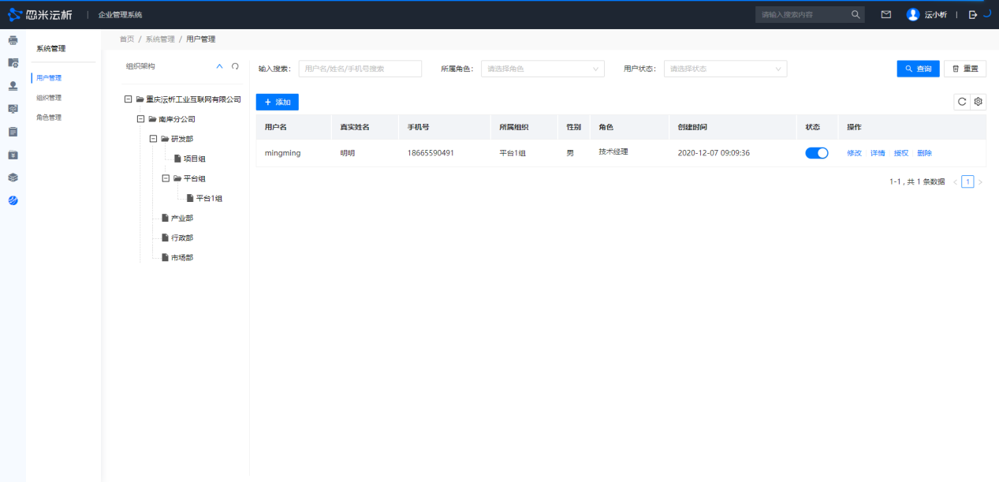 忽米沄析 | 企业管理系统
请输入搜索内容
沄小析 |
系统管理
用户管理
组织管理
角色管理
首页 / 系统管理 / 用户管理
组织架构
重庆沄析工业互联网有限公司
南岸分公司
研发部
项目组
平台组
平台1组
产业部
行政部
市场部
输入搜索: 用户名/姓名/手机号搜索 所属角色: 请选择角色 用户状态: 请选择状态 查询 重置
+ 添加
用户名 真实姓名 手机号 所属组织 性别 角色 创建时间 状态 操作
mingming 明明 18665590491 平台1组 男 技术经理 2020-12-07 09:09:36 修改 详情 授权 删除
1-1 , 共 1 条数据 < 1 >